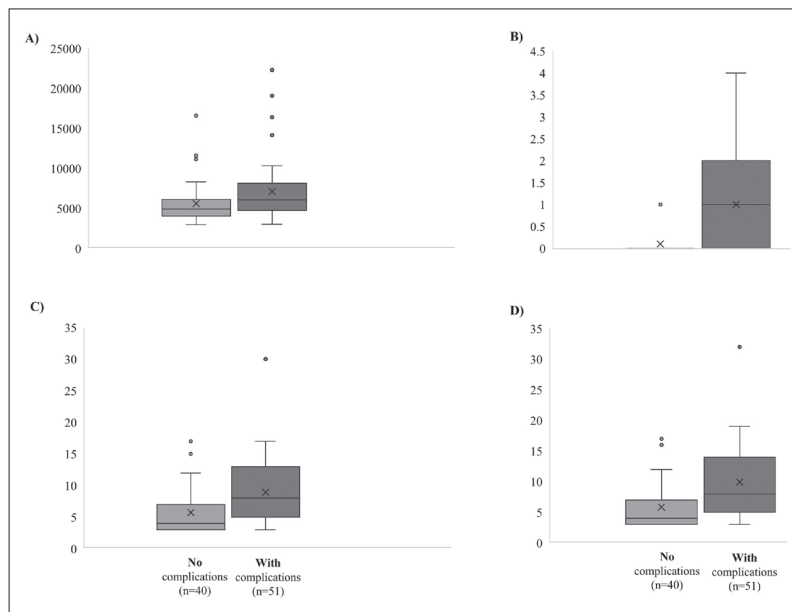 A)
25000
20000
15000
10000
5000
0
B)
4.5
4
3.5
3
2.5
2
1.5
1
0.5
0
C)
35
30
25
20
15
10
5
0
No
complications
(n=40)
With
complications
(n=51)
D)
35
30
25
20
15
10
5
0
No
complications
(n=40)
With
complications
(n=51)